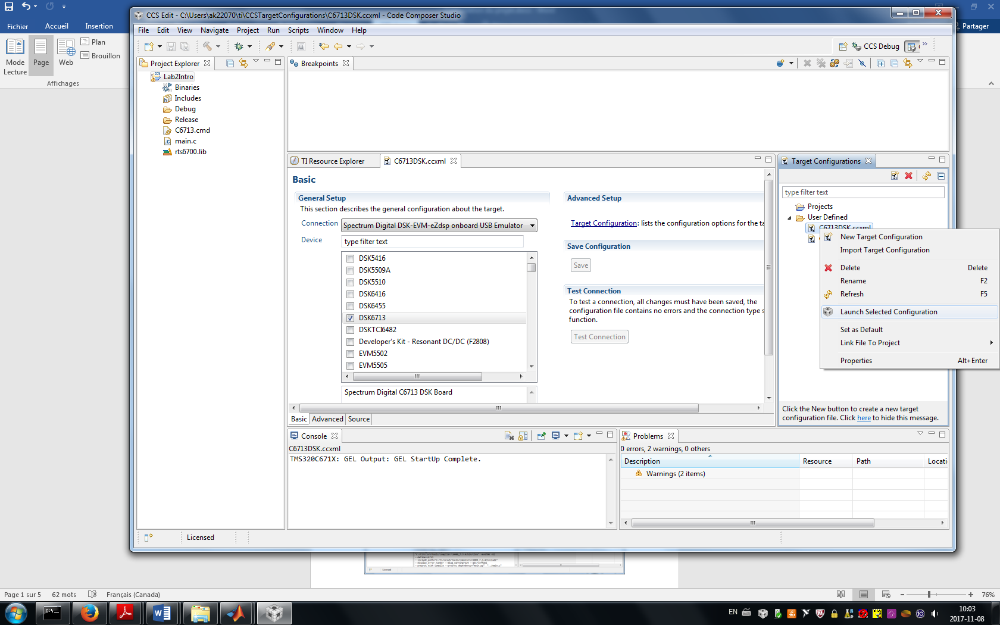 CCS Edit - C:\Users\ak22070\ti\CCSTargetConfigurations\C6713DSK.ccxml - Code Composer Studio
Fichier
Accueil
Insertion
Partager
File Edit View Navigate Project Run Scripts Window Help
Mode
Lecture
Page
Web
Plan
Brouillon
Affichages
CCS Debug
Project Explorer
Lab2Intro
Binaries
Includes
Debug
Release
C6713.cmd
main.c
rts6700.lib
Breakpoints
TI Resource Explorer
C6713DSK.ccxml
Basic
General Setup
This section describes the general configuration about the target.
Connection
Spectrum Digital DSK-EVM-eZdsp onboard USB Emulator
Device
type filter text
DSK5416
DSK5509A
DSK5510
DSK6416
DSK6455
DSK6713
DSKTCI6482
Developer's Kit - Resonant DC/DC (F2808)
EVM5502
EVM5505
Spectrum Digital C6713 DSK Board
Advanced Setup
Target Configuration: lists the configuration options for the ta
Save Configuration
Save
Test Connection
To test a connection, all changes must have been saved, the
configuration file contains no errors and the connection type s
function.
Test Connection
Basic Advanced Source
Target Configurations
type filter text
Projects
User Defined
C6713DSK.ccxml
New Target Configuration
Import Target Configuration
Delete Delete
Rename F2
Refresh F5
Launch Selected Configuration
Set as Default
Link File To Project
Properties Alt+Enter
Click the New button to create a new target
configuration file. Click here to hide this message.
Console
C6713DSK.ccxml
TMS320C671X: GEL Output: GEL StartUp Complete.
Problems
0 errors, 2 warnings, 0 others
Description Resource Path Locati
Warnings (2 items)
Licensed
Page 1 sur 5
62 mots
Français (Canada)
76%
EN
10:03
2017-11-08